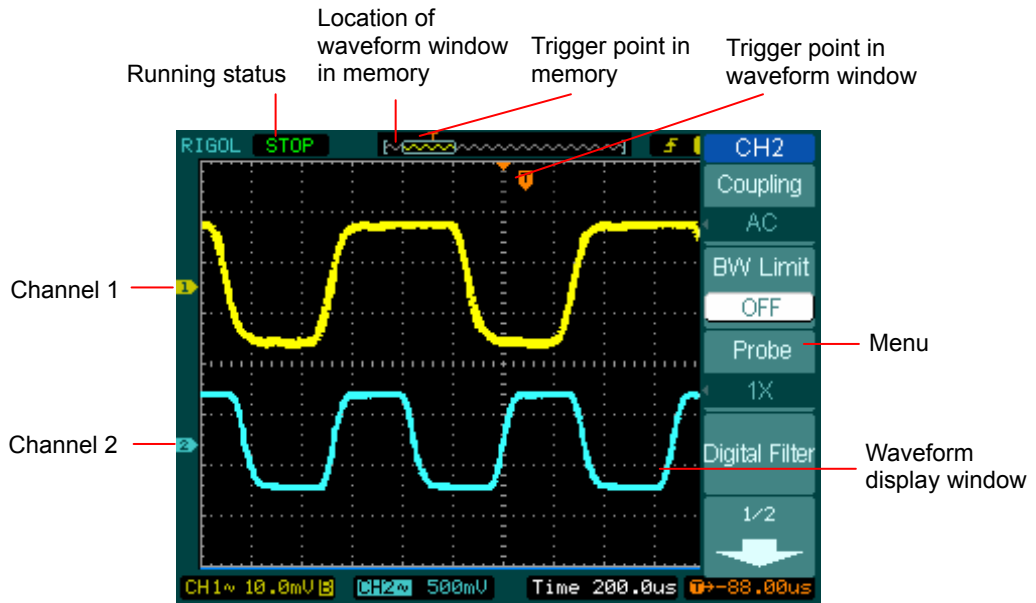 Location of
waveform window
in memory
Trigger point in
memory
Trigger point in
waveform window
Running status
RIGOL STOP T CH2
T
Coupling
AC
BW Limit
OFF
Channel 1
1
Probe
Menu
1X
Channel 2
2
Digital Filter
Waveform
display window
1/2
CH1~ 10.0mV B CH2~ 500mV Time 200.0us T→-88.00us